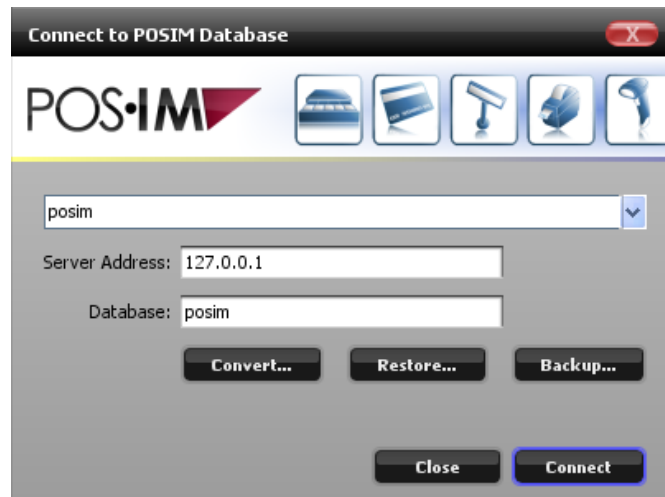 Connect to POSIM Database
X
POS•IM
posim
Server Address: 127.0.0.1
Database: posim
Convert... Restore... Backup...
Close Connect